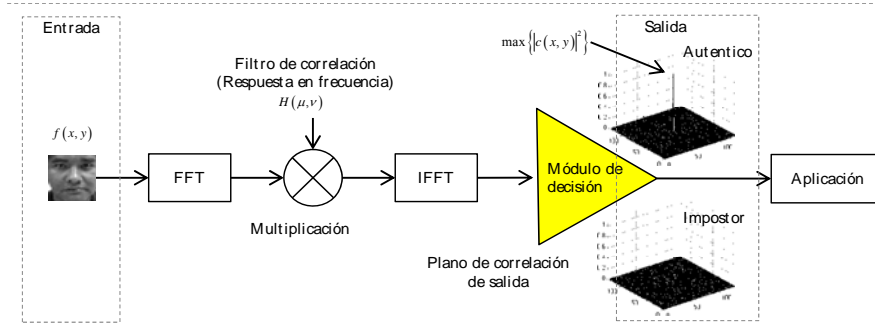 Entrada
Salida
max{|c(x, y)|²}
Autentico
Filtro de correlación
(Respuesta en frecuencia)
H(μ,ν)
f(x, y)
FFT
IFFT
Módulo de
decisión
Aplicación
Multiplicación
Impostor
Plano de correlación
de salida